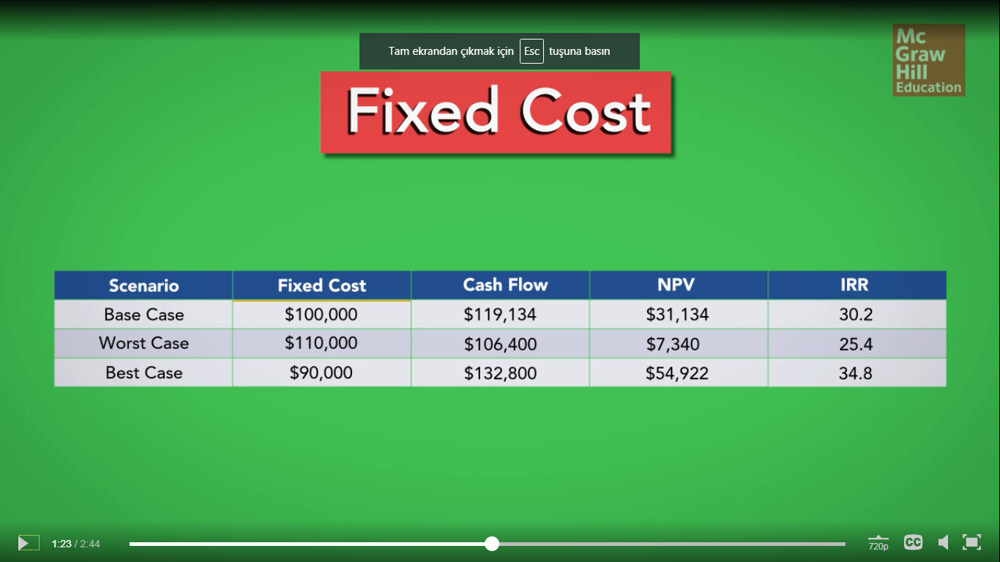 Mc
Graw
Hill
Education
Tam ekrandan çıkmak için Esc tuşuna basın
Fixed Cost
Scenario Fixed Cost Cash Flow NPV IRR
Base Case $100,000 $119,134 $31,134 30.2
Worst Case $110,000 $106,400 $7,340 25.4
Best Case $90,000 $132,800 $54,922 34.8
1:23 / 2:44 720p CC